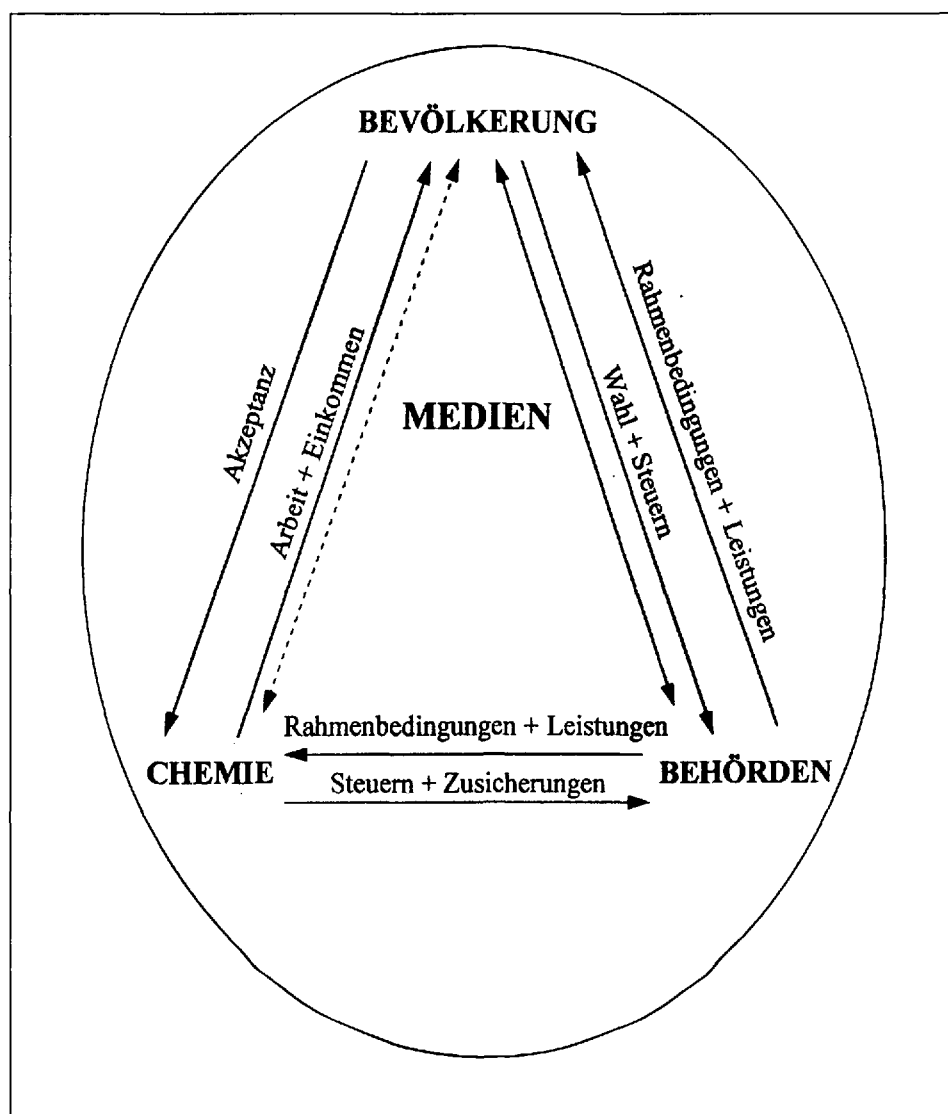 BEVÖLKERUNG
Akzeptanz
Arbeit + Einkommen
MEDIEN
Wahl + Steuern
Rahmenbedingungen + Leistungen
Rahmenbedingungen + Leistungen
CHEMIE
BEHÖRDEN
Steuern + Zusicherungen